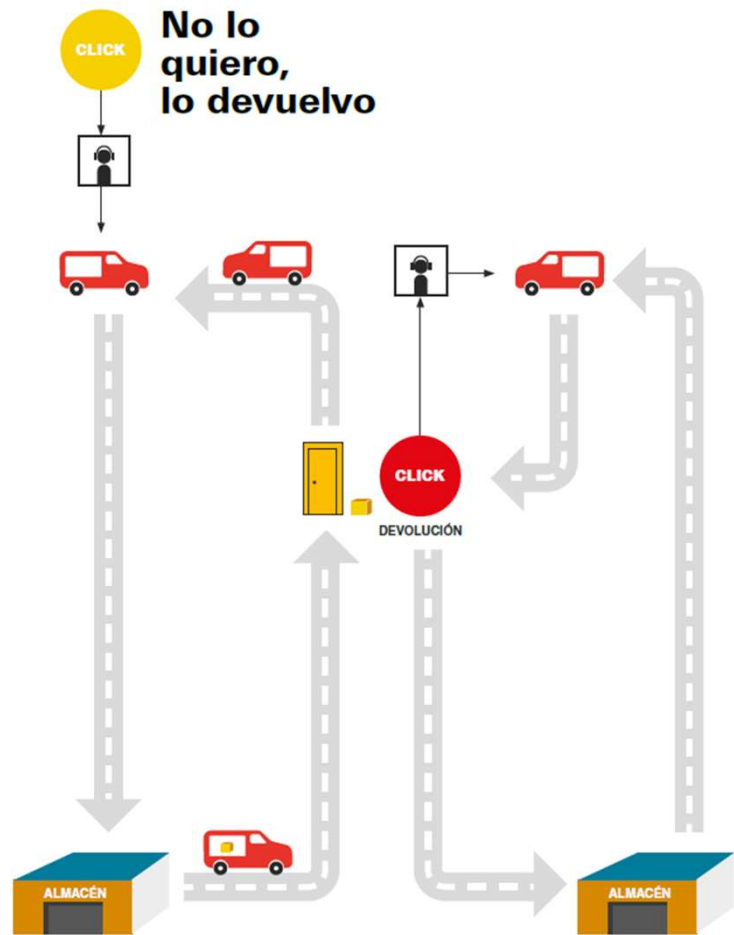 CLICK
No lo
quiero,
lo devuelvo
CLICK
DEVOLUCIÓN
ALMACÉN
ALMACÉN